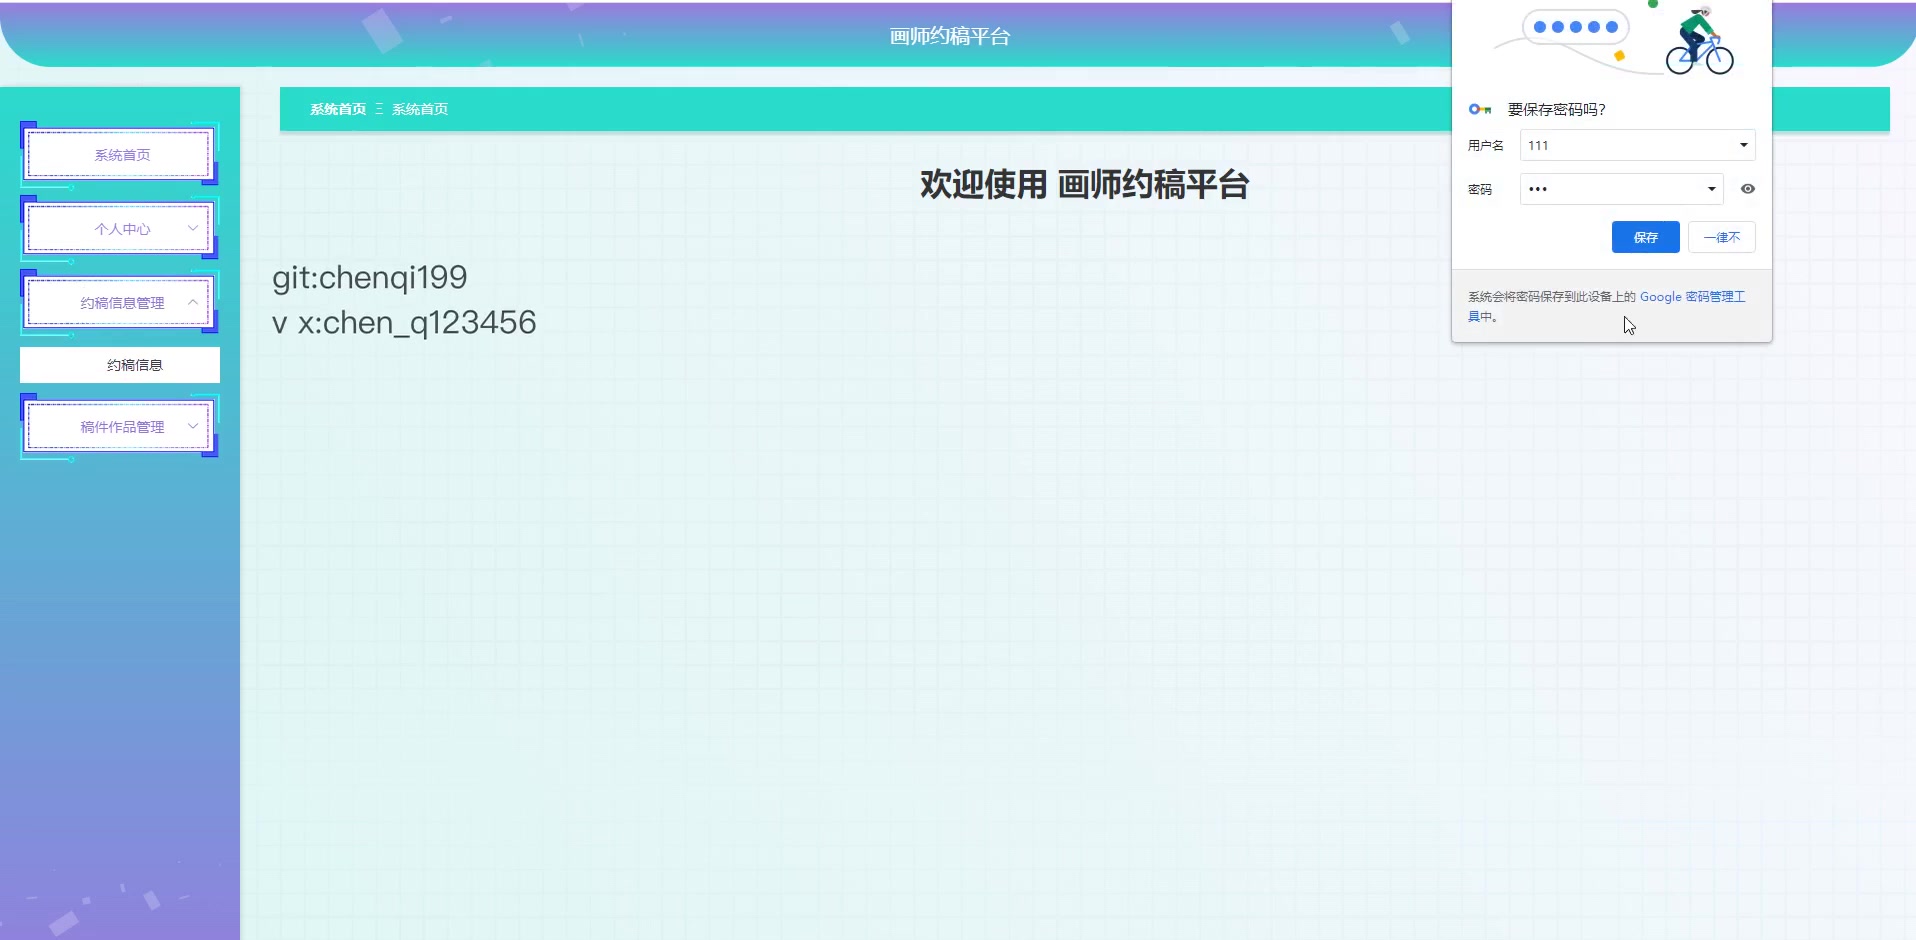 画师约稿平台
系统首页 Ξ 系统首页
系统首页
个人中心
约稿信息管理
约稿信息
稿件作品管理
欢迎使用 画师约稿平台
git:chenqi199
v x:chen_q123456
要保存密码吗?
用户名 111
密码 •••
保存 一律不
系统会将密码保存到此设备上的 Google 密码管理工
具中。